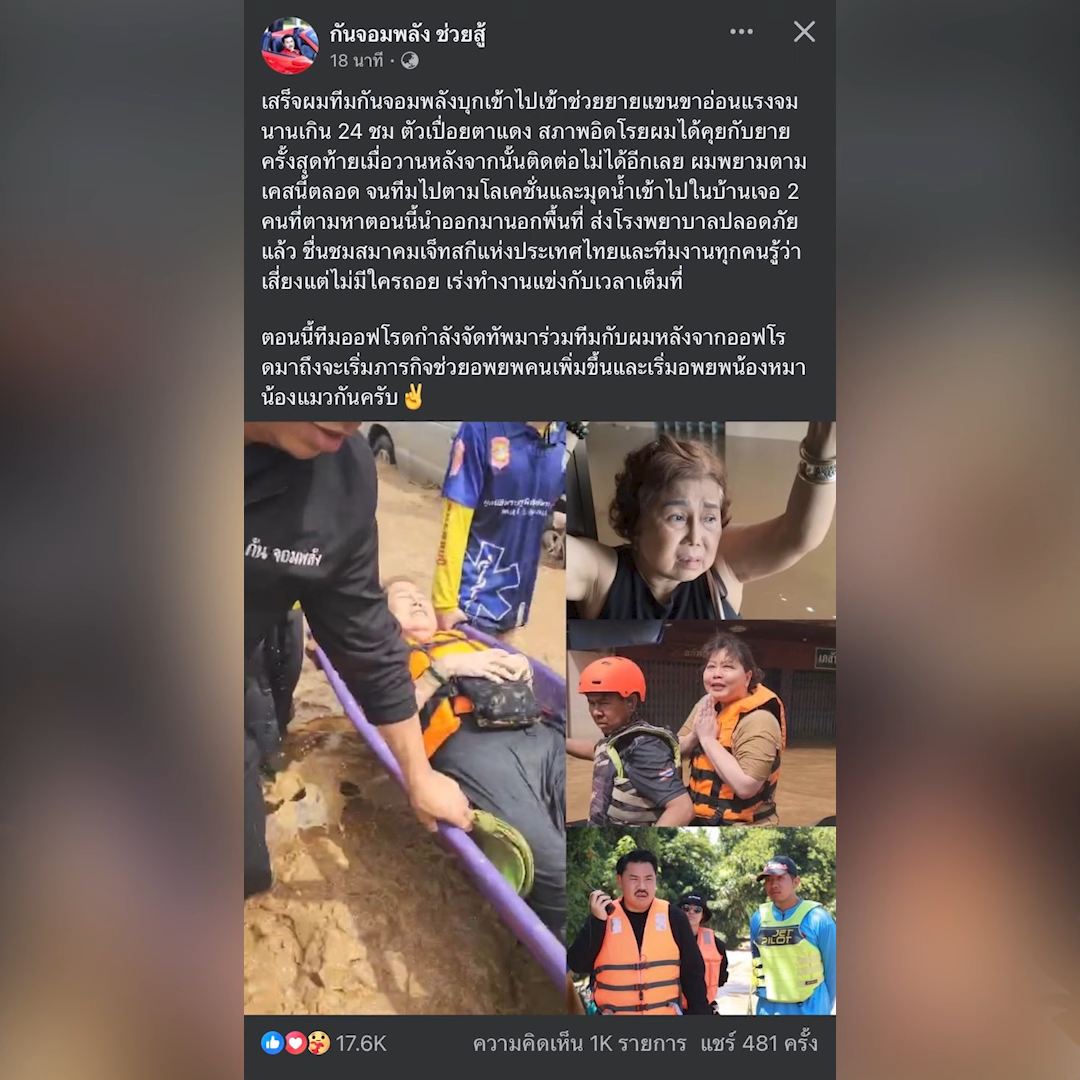 กันจอมพลัง ช่วยสู้
18 นาที ·
เสร็จผมทีมกันจอมพลังบุกเข้าไปเข้าช่วยยายแขนขาอ่อนแรงจม
นานเกิน 24 ชม ตัวเปื่อยตาแดง สภาพอิดโรยผมได้คุยกับยาย
ครั้งสุดท้ายเมื่อวานหลังจากนั้นติดต่อไม่ได้อีกเลย ผมพยามตาม
เคสนี้ตลอด จนทีมไปตามโลเคชั่นและมุดน้ำเข้าไปในบ้านเจอ 2
คนที่ตามหาตอนนี้นำออกมานอกพื้นที่ ส่งโรงพยาบาลปลอดภัย
แล้ว ชื่นชมสมาคมเจ็ทสกีแห่งประเทศไทยและทีมงานทุกคนรู้ว่า
เสี่ยงแต่ไม่มีใครถอย เร่งทำงานแข่งกับเวลาเต็มที่
ตอนนี้ทีมออฟโรดกำลังจัดทัพมาร่วมทีมกับผมหลังจากออฟโร
ดมาถึงจะเริ่มภารกิจช่วยอพยพคนเพิ่มขึ้นและเริ่มอพยพน้องหมา
น้องแมวกันครับ✌️
กัน จอมพลัง
JET
PILOT
17.6K
ความคิดเห็น 1K รายการ แชร์ 481 ครั้ง